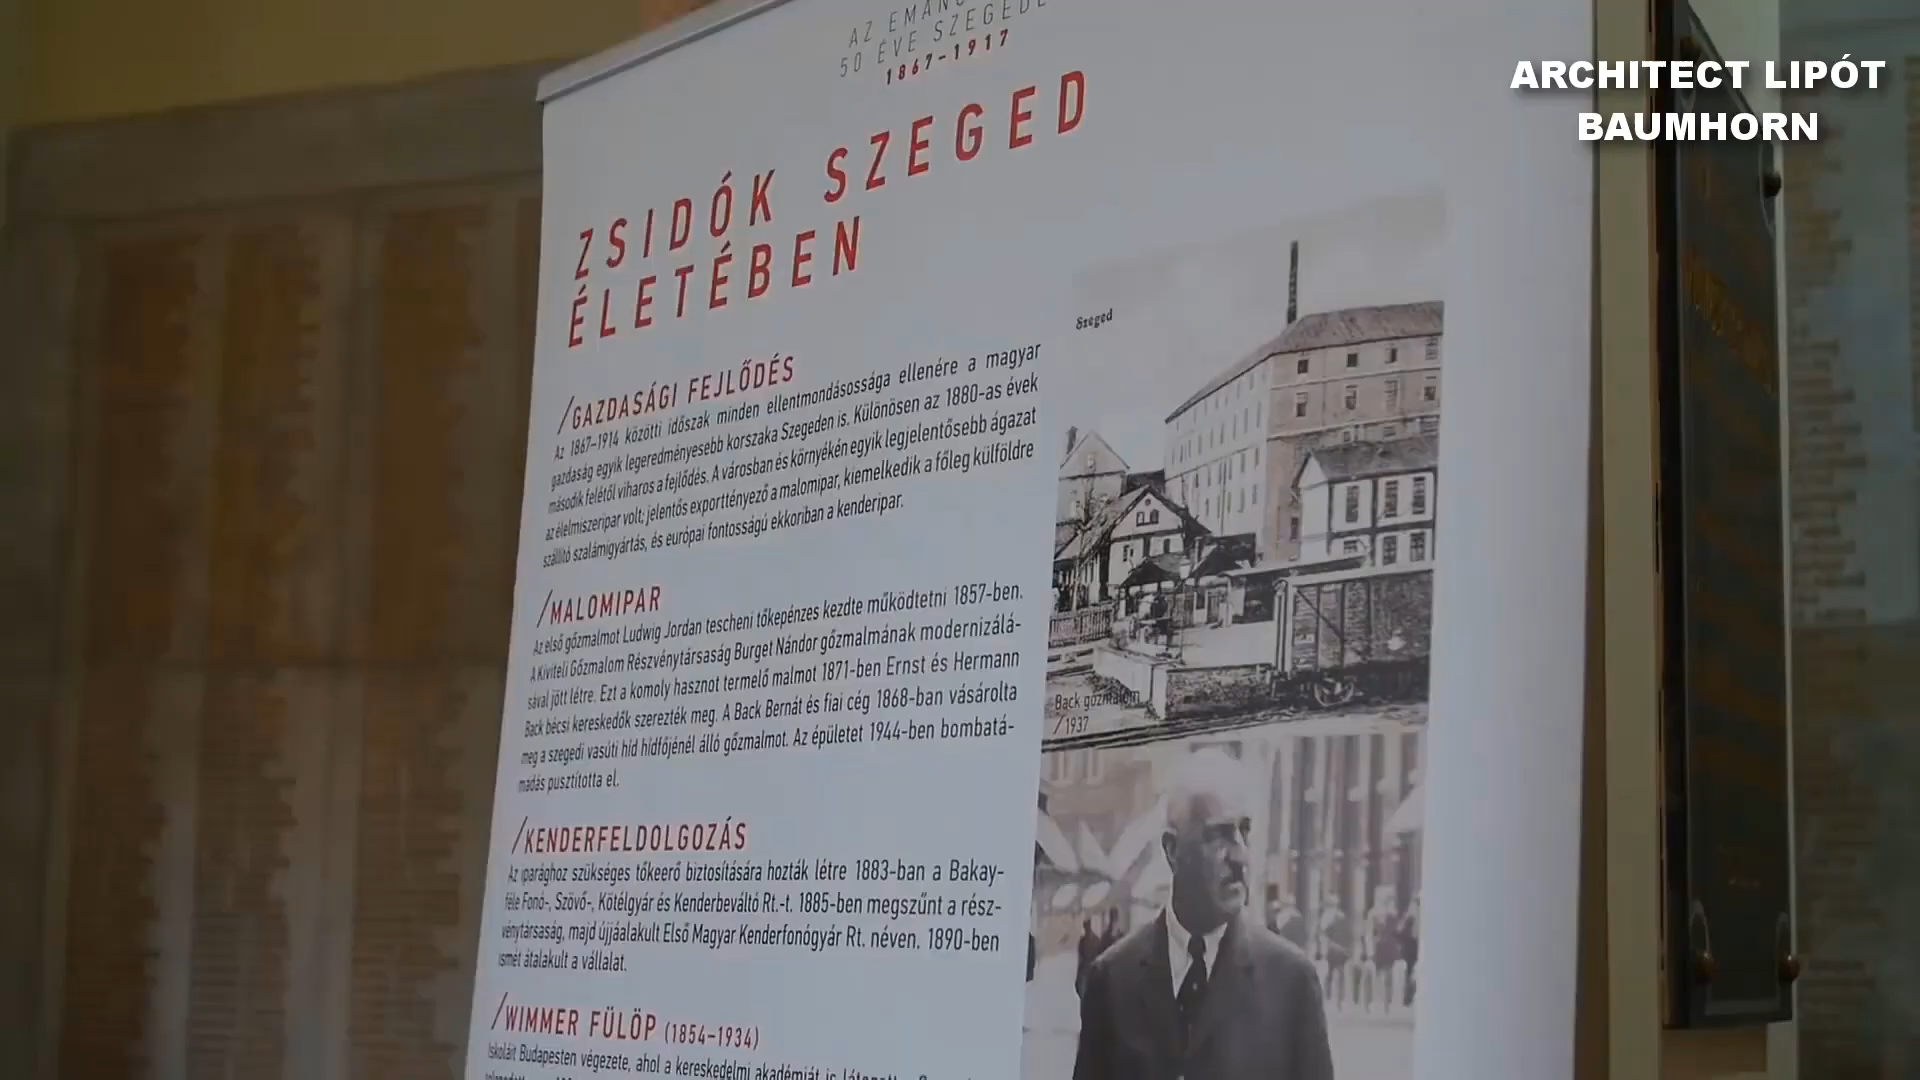 ARCHITECT LIPÓT
BAUMHORN
50 ÉVE
1867–1917
ZSIDÓK SZEGED
ÉLETÉBEN
/GAZDASÁGI FEJLŐDÉS
Az 1867–1914 közötti időszak minden ellentmondásossága ellenére a magyar
gazdaság egyik legeredményesebb korszaka Szegeden is. Különösen az 1880-as évek
második felétől viharos a fejlődés. A városban és környékén egyik legjelentősebb ágazat
az élelmiszeripar volt, jelentős exporttényező a malomipar, kiemelkedik a főleg külföldre
szállító szalámigyártás, és európai fontosságú ekkoriban a kenderipar.
/MALOMIPAR
Az első gőzmalmot Ludwig Jordan tescheni tőkepénzes kezdte működtetni 1857-ben.
A Kiviteli Gőzmalom Részvénytársaság Burget Nándor gőzmalmának modernizálá-
sával jött létre. Ezt a komoly hasznot termelő malmot 1871-ben Ernst és Hermann
Back bécsi kereskedők szerezték meg. A Back Bernát és fiai cég 1868-ban vásárolta
meg a szegedi vasúti híd hídfőjénél álló gőzmalmot. Az épületet 1944-ben bombatá-
madás pusztította el.
/KENDERFELDOLGOZÁS
Az iparághoz szükséges tőkeerő biztosítására hozták létre 1883-ban a Bakay-
féle Fonó-, Szövő-, Kötélgyár és Kenderbeváltó Rt.-t. 1885-ben megszűnt a rész-
vénytársaság, majd újjáalakult Első Magyar Kenderfonógyár Rt. néven. 1890-ben
ismét átalakult a vállalat.
/WIMMER FÜLÖP (1854–1934)
Iskoláit Budapesten végezete, ahol a kereskedelmi akadémiát is
Szeged
Back gőzmalom
/1937